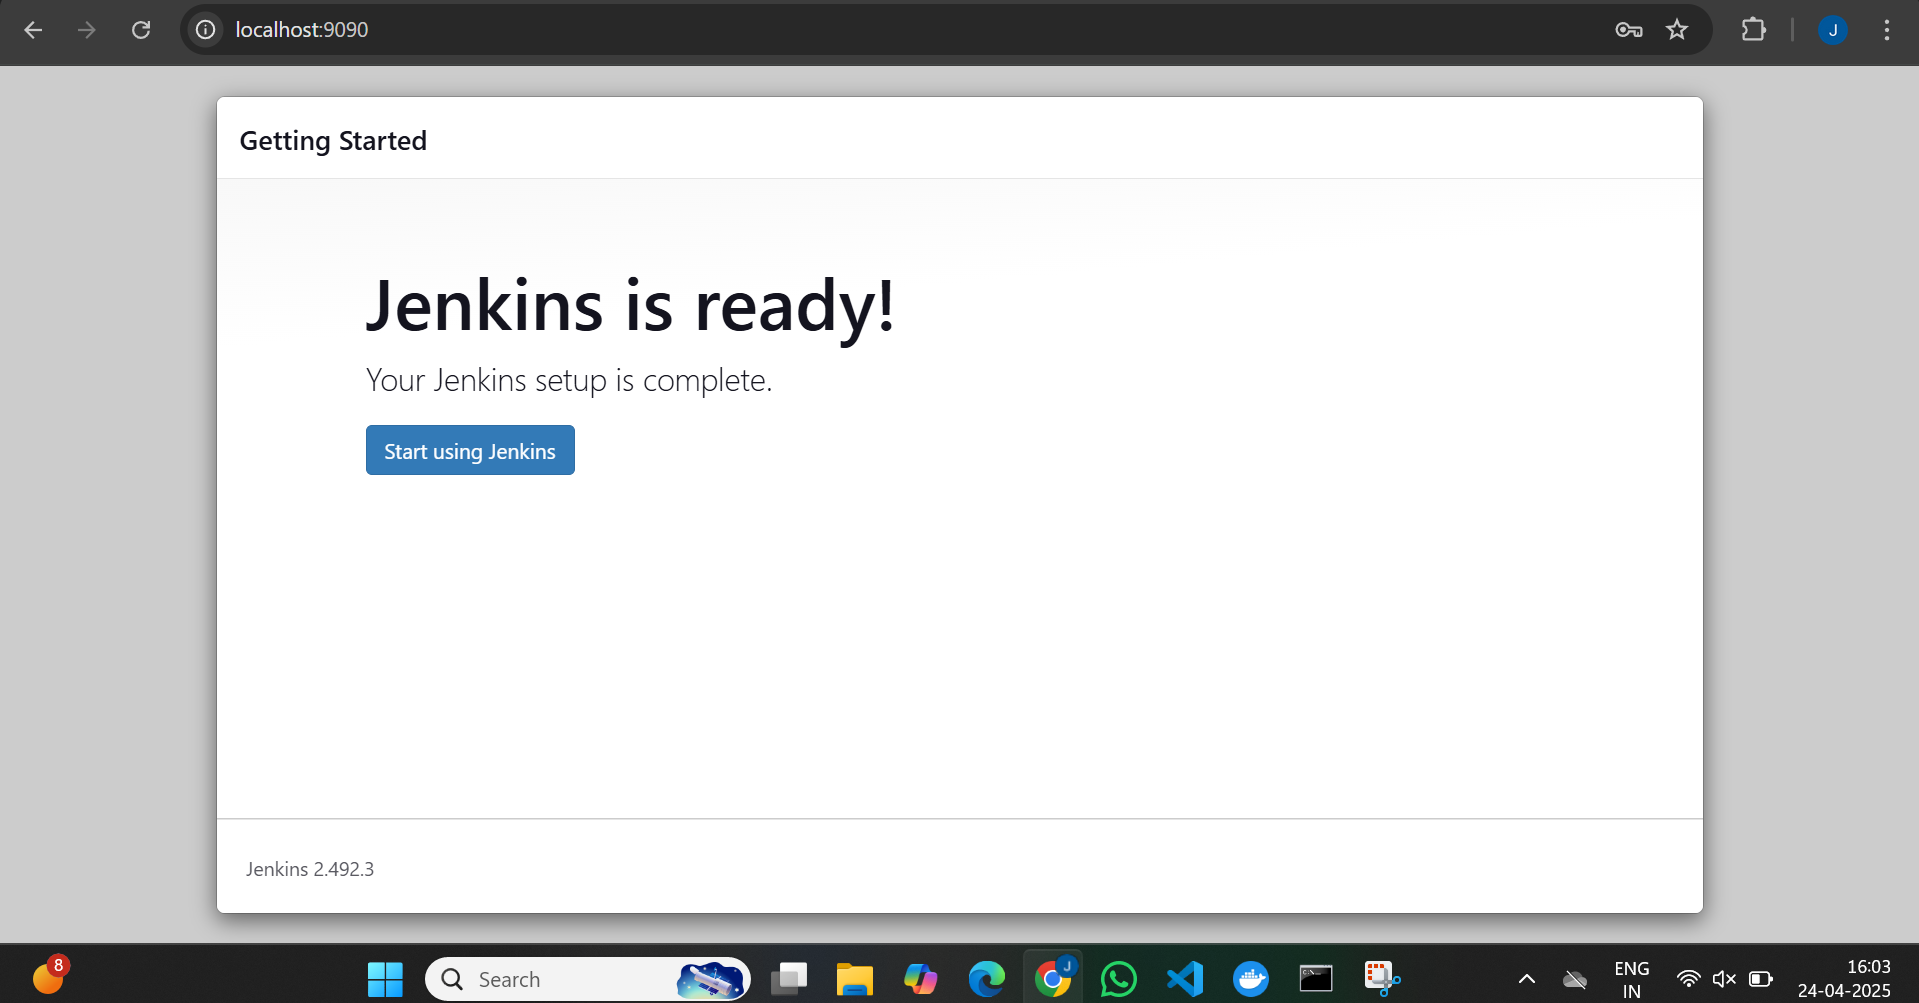 localhost:9090
J
Getting Started
Jenkins is ready!
Your Jenkins setup is complete.
Start using Jenkins
Jenkins 2.492.3
8
Search
J
ENG
IN
16:03
24-04-2025